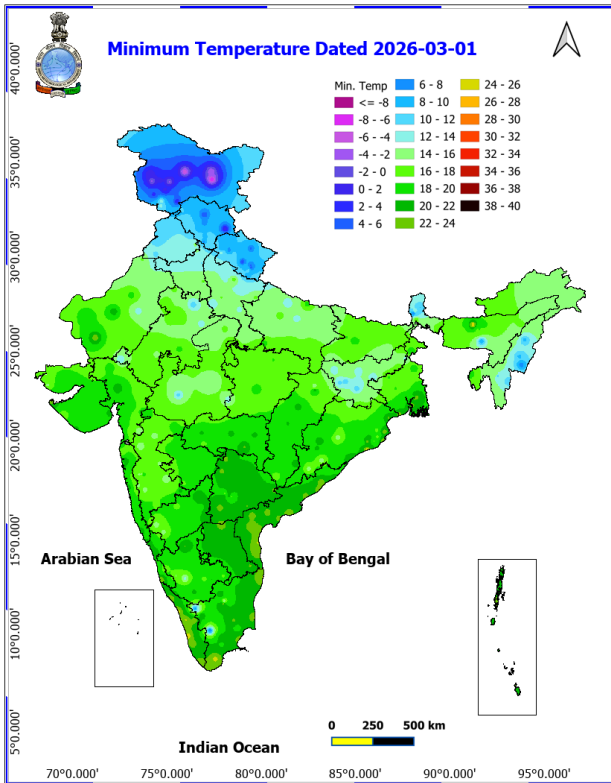 Minimum Temperature Dated 2026-03-01
Min. Temp
<= -8
-8 - -6
-6 - -4
-4 - -2
-2 - 0
0 - 2
2 - 4
4 - 6
6 - 8
8 - 10
10 - 12
12 - 14
14 - 16
16 - 18
18 - 20
20 - 22
22 - 24
24 - 26
26 - 28
28 - 30
30 - 32
32 - 34
34 - 36
36 - 38
38 - 40
40°0.000'
35°0.000'
30°0.000'
25°0.000'
20°0.000'
15°0.000'
10°0.000'
5°0.000'
Arabian Sea
Bay of Bengal
Indian Ocean
0 250 500 km
70°0.000' 75°0.000' 80°0.000' 85°0.000' 90°0.000' 95°0.000'